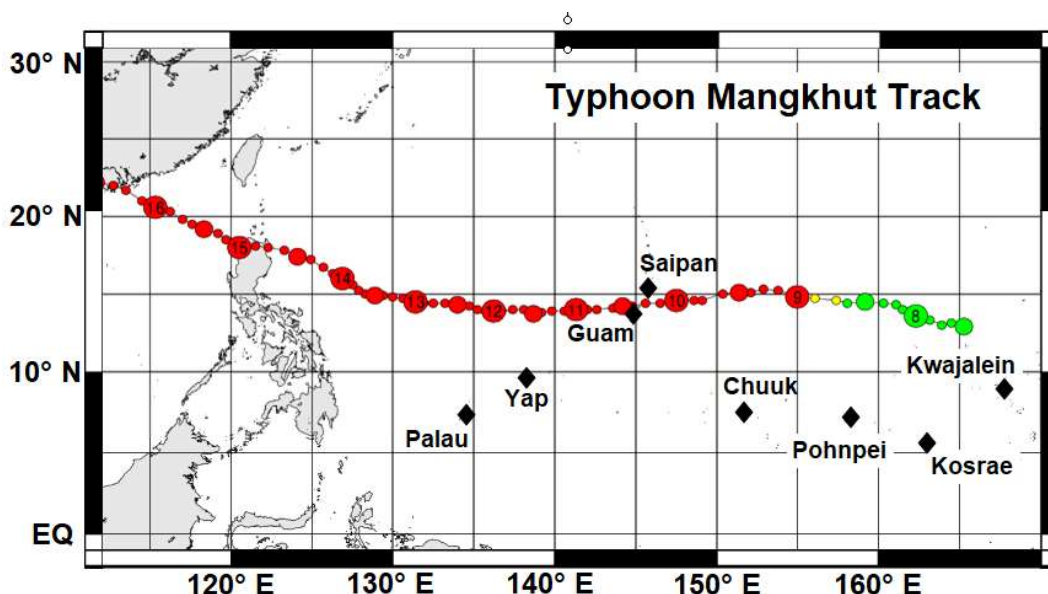 30° N
Typhoon Mangkhut Track
20° N
16
15
14
13
12
11
10
9
8
Saipan
Guam
10° N
Kwajalein
Yap
Chuuk
Palau
Pohnpei
Kosrae
EQ
120° E
130° E
140° E
150° E
160° E